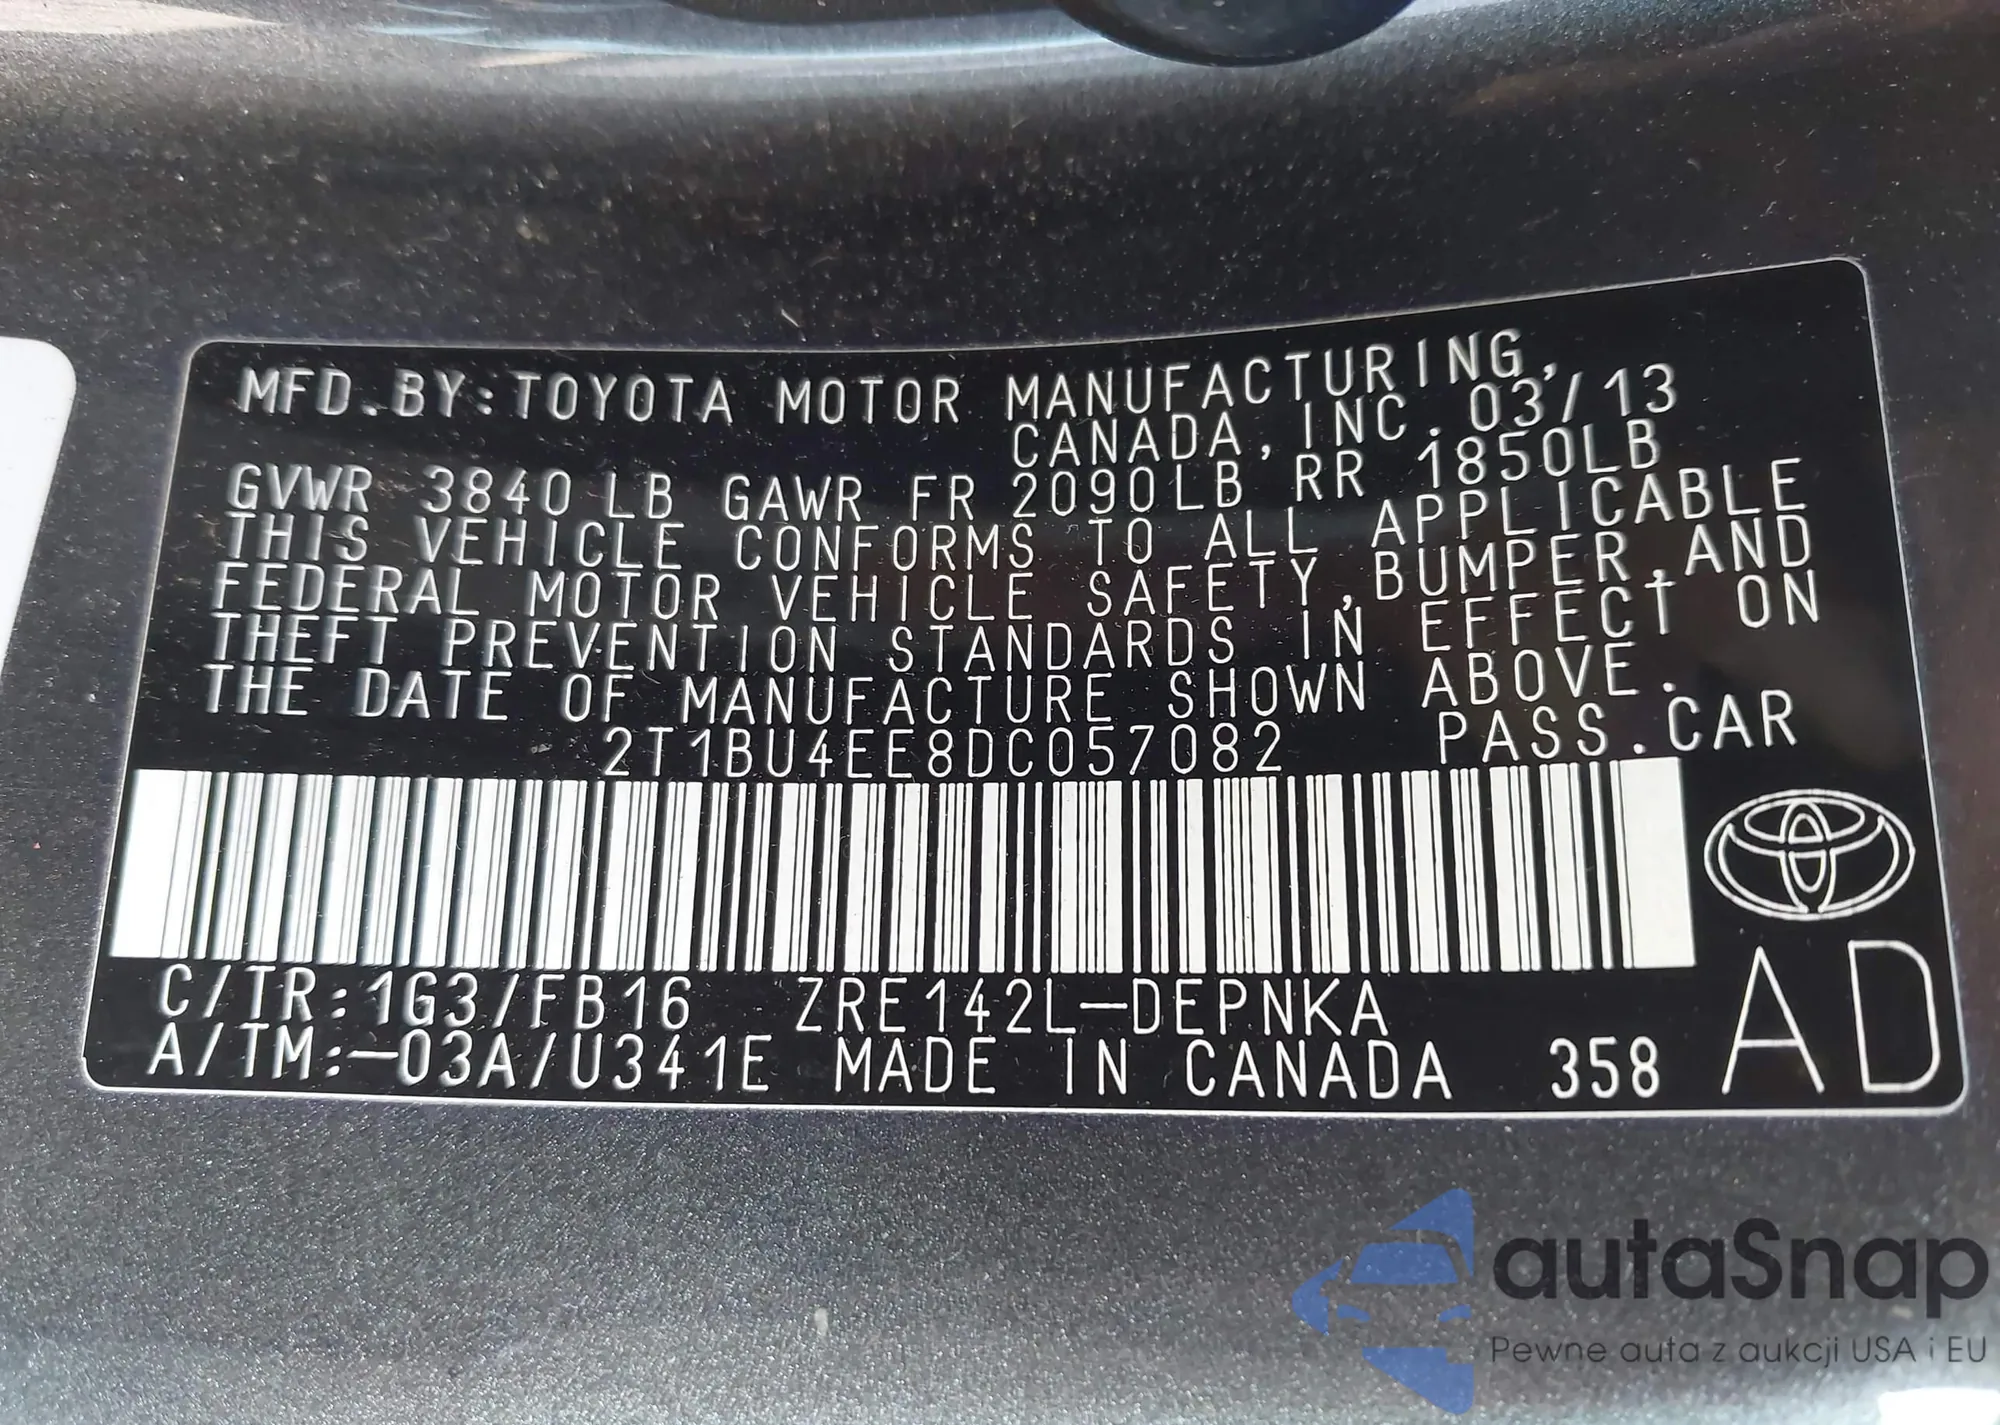 MFD.BY:TOYOTA MOTOR MANUFACTURING,
CANADA,INC.03/13
GVWR 3840LB GAWR FR 2090LB RR 1850LB
THIS VEHICLE CONFORMS TO ALL APPLICABLE
FEDERAL MOTOR VEHICLE SAFETY,BUMPER,AND
THEFT PREVENTION STANDARDS IN EFFECT ON
THE DATE OF MANUFACTURE SHOWN ABOVE.
2T1BU4EE8DC057082 PASS.CAR
C/TR:1G3/FB16 ZRE142L-DEPNKA
A/TM:-03A/U341E MADE IN CANADA 358 AD
autaSnap
Pewne auta z aukcji USA i EU